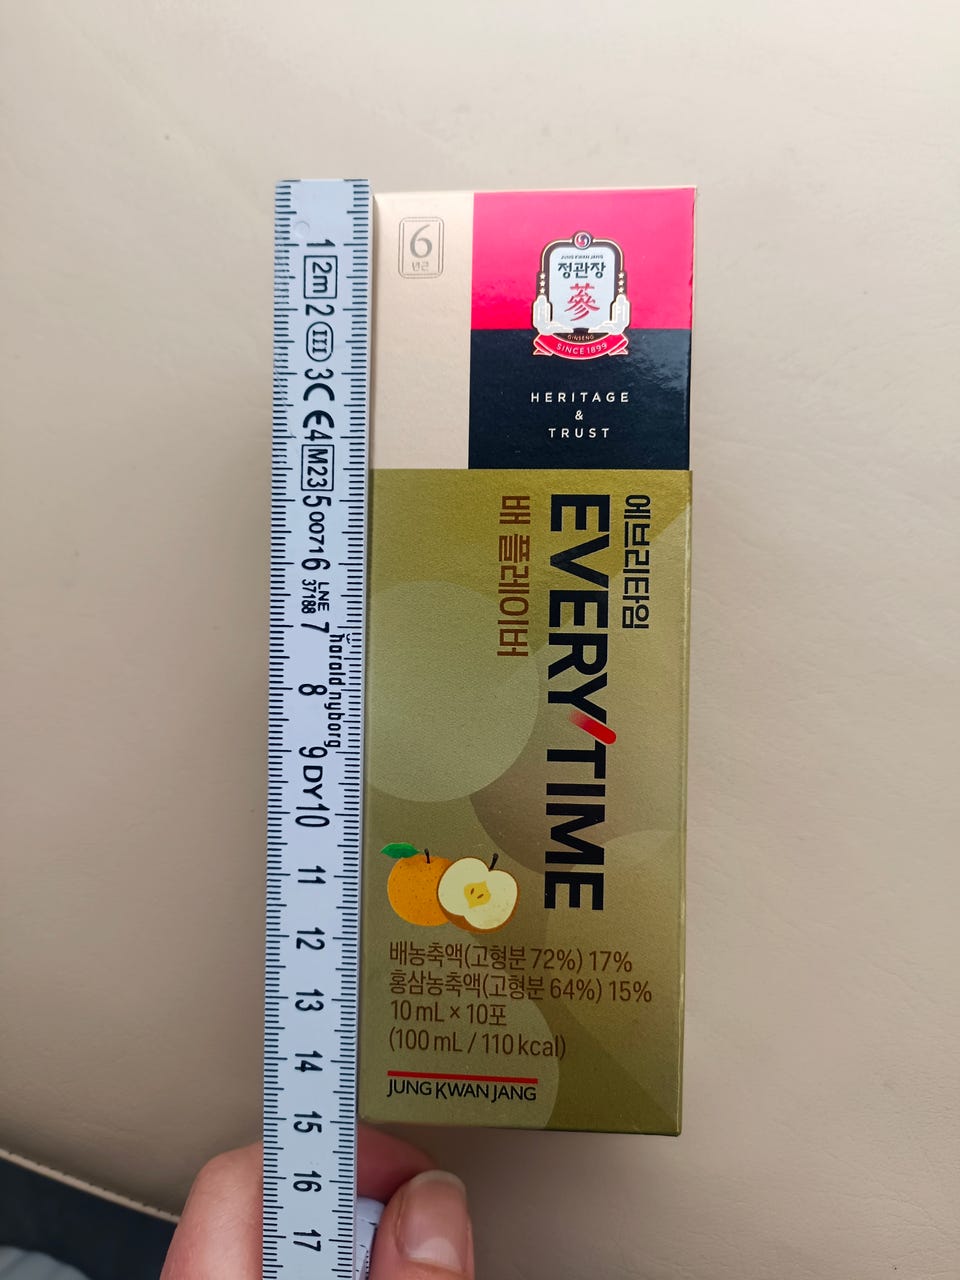 1 2m 2 III 3 CE 4 M23 5 0071 6 LNE 37188 7 8 9 DY 10 11 12 13 14 15 16 17
harald nyborg
6
년근
JUNG KWAN JANG
정관장
蔘
GINSENG
SINCE 1899
HERITAGE
&
TRUST
에브리타임
EVERYTIME
배 플레이버
배농축액(고형분 72%) 17%
홍삼농축액(고형분 64%) 15%
10 mL × 10포
(100 mL / 110 kcal)
JUNG KWAN JANG